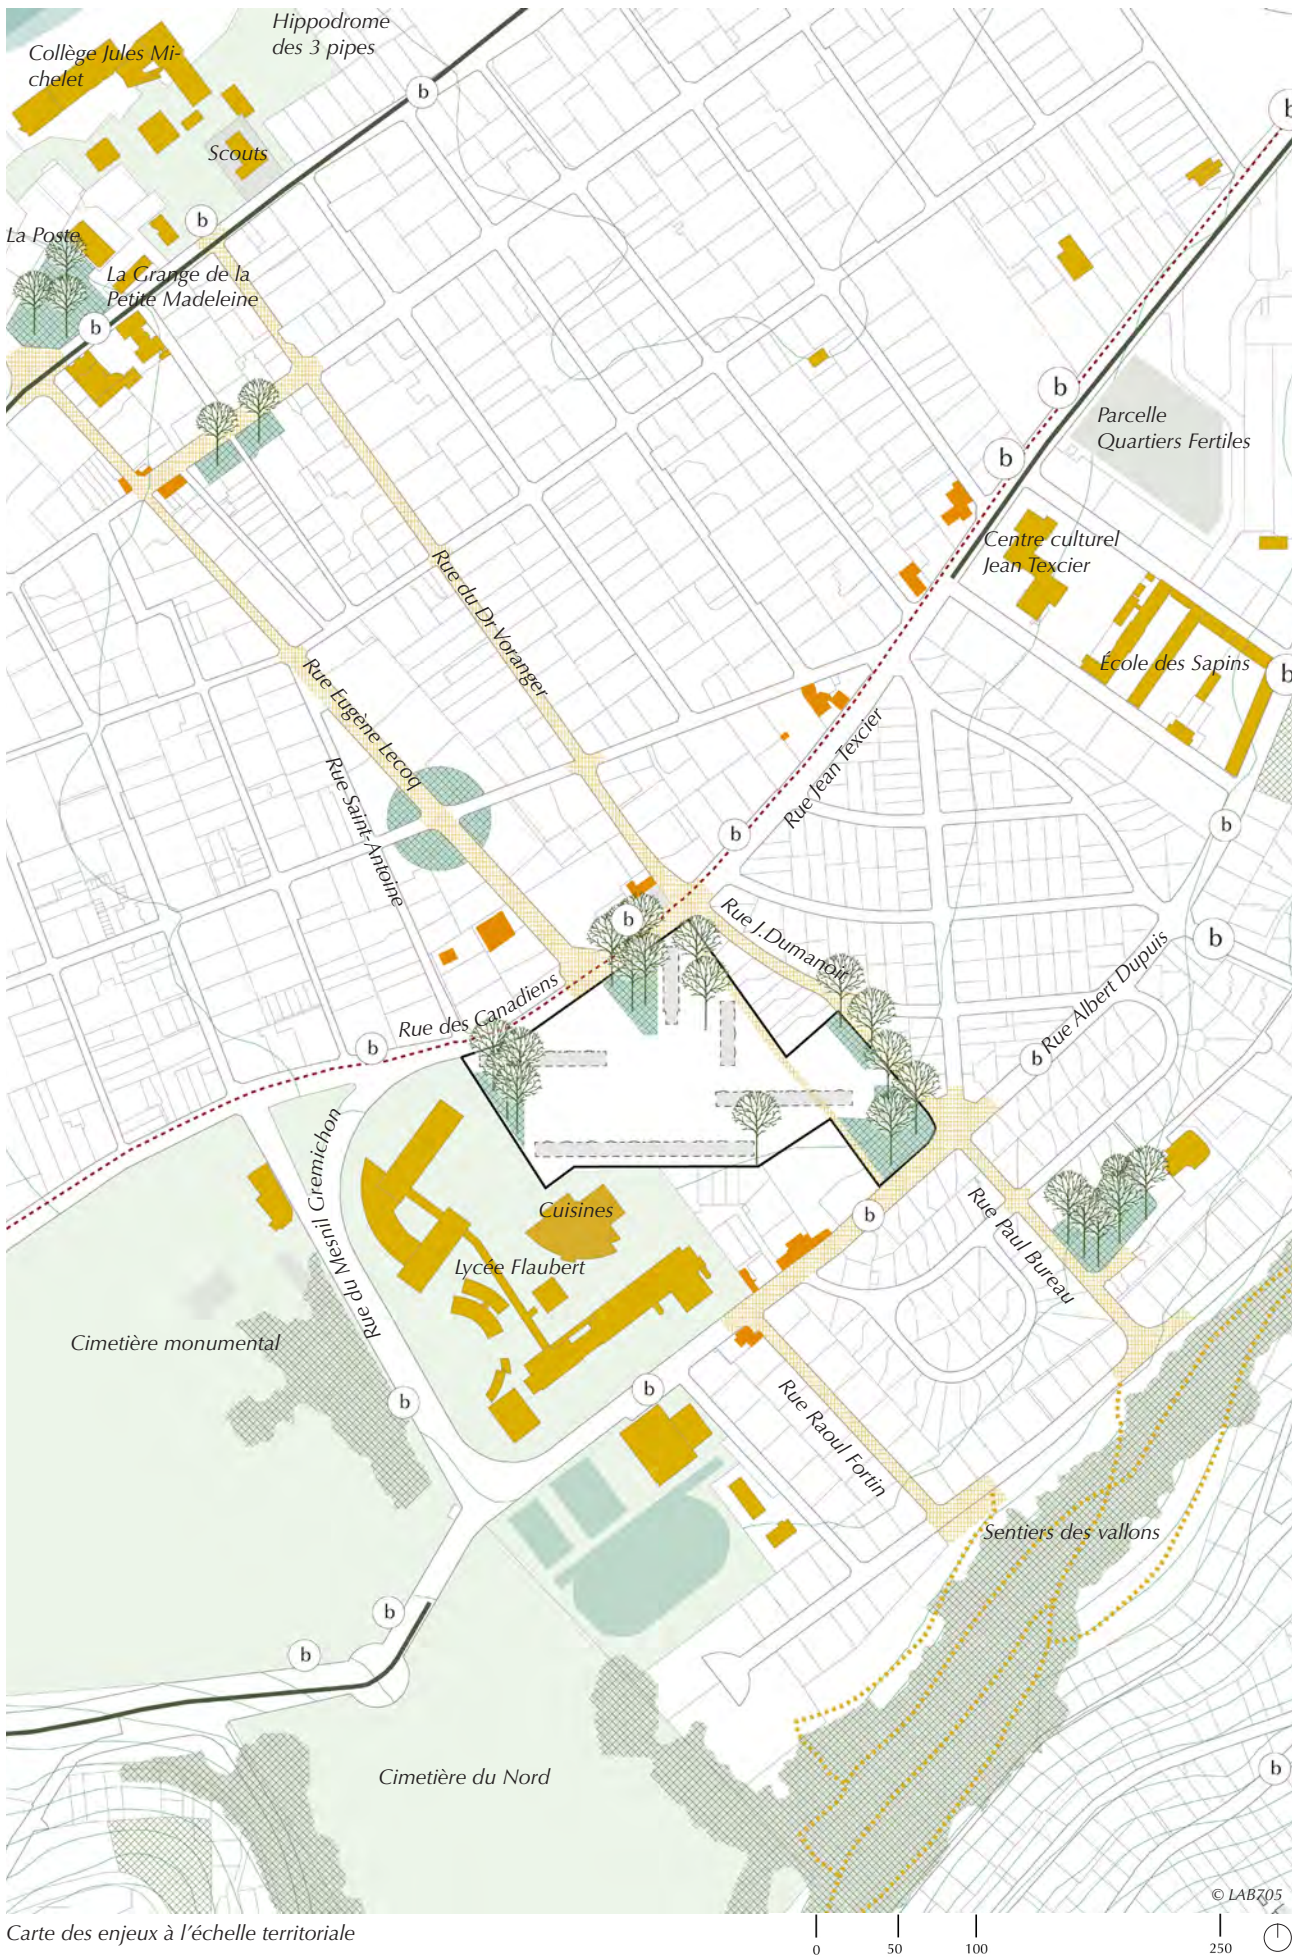 Hippodrome
des 3 pipes
Collège Jules Mi-
chelet
b
b
Scouts
b
La Poste
La Grange de la
Petite Madeleine
b
b
Parcelle
Quartiers Fertiles
b
Centre culturel
Jean Texcier
Rue du Dr Voranger
École des Sapins
b
Rue Eugène Lecoq
Rue Jean Texcier
Rue Saint-Antoine
b
b
Rue J.Dumanoir
b
b
Rue Albert Dupuis
Rue des Canadiens
b
b
Rue du Mesnil Gremichon
Cuisines
b
Rue Paul Bureau
Lycée Flaubert
Cimetière monumental
b
b
Rue Raoul Fortin
Sentiers des vallons
b
b
b
Cimetière du Nord
© LAB705
Carte des enjeux à l'échelle territoriale
0 50 100 250